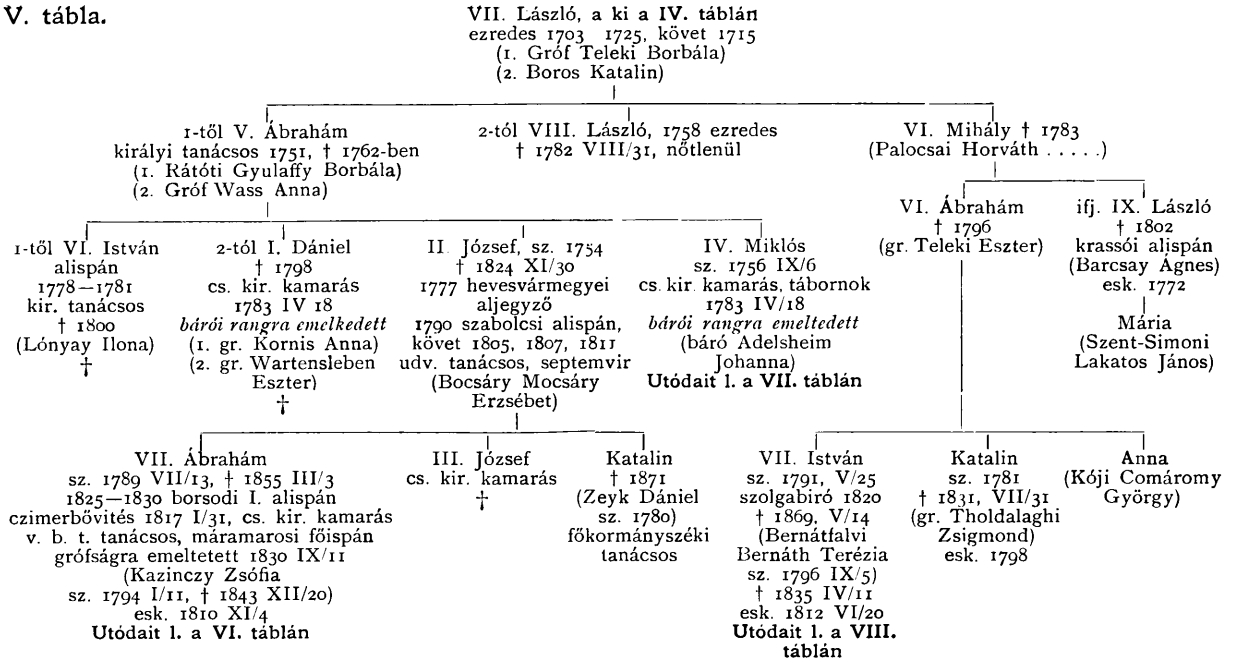 V. tábla.
VII. László, a ki a IV. táblán
ezredes 1703 1725, követ 1715
(1. Gróf Teleki Borbála)
(2. Boros Katalin)
1-től V. Ábrahám
királyi tanácsos 1751, † 1762-ben
(1. Rátóti Gyulaffy Borbála)
(2. Gróf Wass Anna)
2-tól VIII. László, 1758 ezredes
† 1782 VIII/31, nőtlenül
VI. Mihály † 1783
(Palocsai Horváth . . . . .)
1-től VI. István
alispán
1778—1781
kir. tanácsos
† 1800
(Lónyay Ilona)
†
2-tól I. Dániel
† 1798
cs. kir. kamarás
1783 IV 18
bárói rangra emelkedett
(1. gr. Kornis Anna)
(2. gr. Wartensleben
Eszter)
†
II. József, sz. 1754
† 1824 XI/30
1777 hevesvármegyei
aljegyző
1790 szabolcsi alispán,
követ 1805, 1807, 1811
udv. tanácsos, septemvir
(Bocsáry Mocsáry
Erzsébet)
IV. Miklós
sz. 1756 IX/6
cs. kir. kamarás, tábornok
1783 IV/18
bárói rangra emeltedett
(báró Adelsheim
Johanna)
Utódait l. a VII. táblán
VI. Ábrahám
† 1796
(gr. Teleki Eszter)
ifj. IX. László
† 1802
krassói alispán
(Barcsay Ágnes)
esk. 1772
Mária
(Szent-Simoni
Lakatos János)
VII. Ábrahám
sz. 1789 VII/13, † 1855 III/3
1825—1830 borsodi I. alispán
czimerbővités 1817 I/31, cs. kir. kamarás
v. b. t. tanácsos, máramarosi főispán
grófságra emeltetett 1830 IX/11
(Kazinczy Zsófia
sz. 1794 I/11, † 1843 XII/20)
esk. 1810 XI/4
Utódait l. a VI. táblán
III. József
cs. kir. kamarás
†
Katalin
† 1871
(Zeyk Dániel
sz. 1780)
főkormányszéki
tanácsos
VII. István
sz. 1791, V/25
szolgabiró 1820
† 1869, V/14
(Bernátfalvi
Bernáth Terézia
sz. 1796 IX/5)
† 1835 IV/11
esk. 1812 VI/20
Utódait l. a VIII.
táblán
Katalin
sz. 1781
† 1831, VII/31
(gr. Tholdalaghi
Zsigmond)
esk. 1798
Anna
(Kóji Comáromy
György)